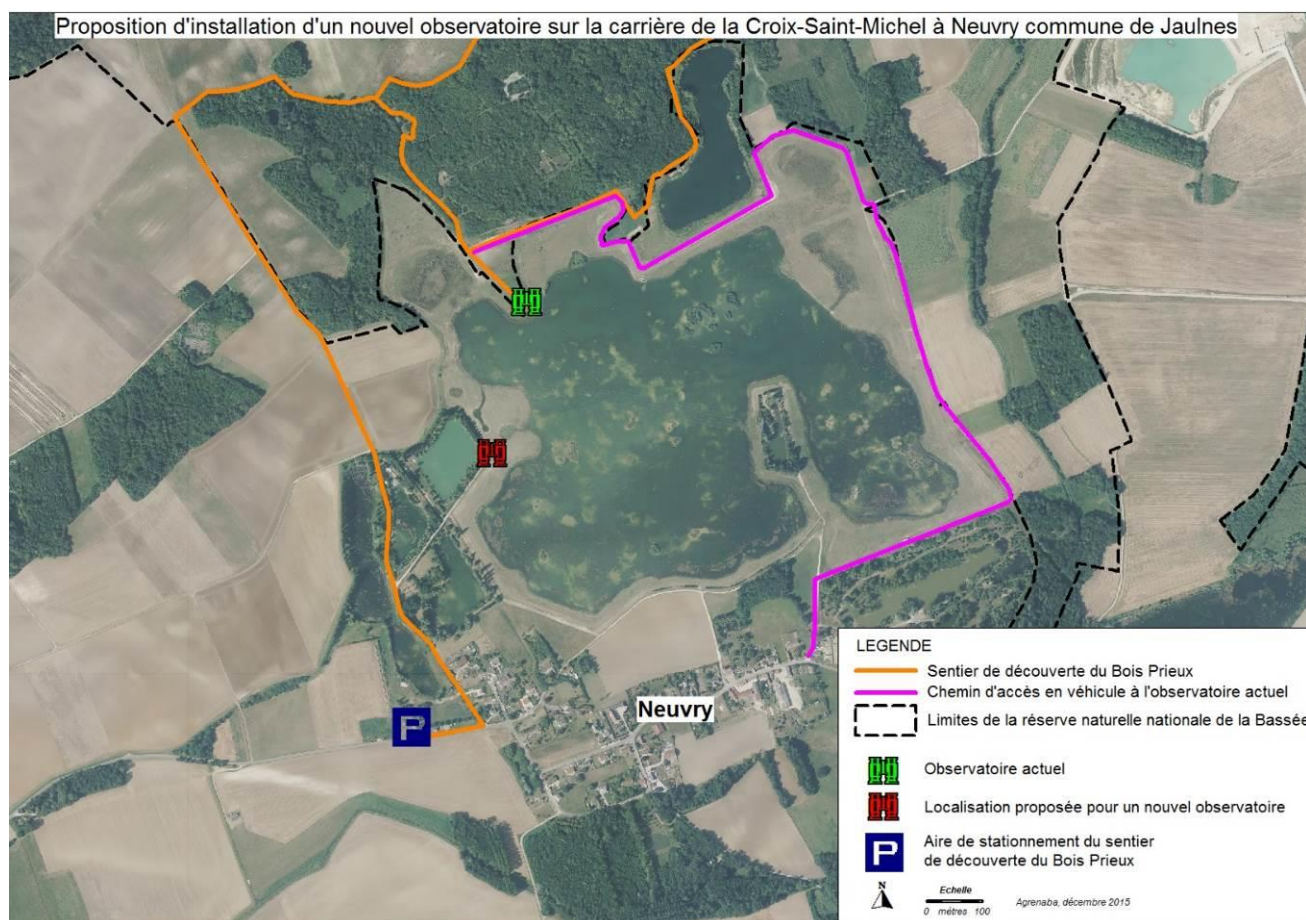 Proposition d'installation d'un nouvel observatoire sur la carrière de la Croix-Saint-Michel à Neuvry commune de Jaulnes
Neuvry
P
LEGENDE
Sentier de découverte du Bois Prieux
Chemin d'accès en véhicule à l'observatoire actuel
Limites de la réserve naturelle nationale de la Bassée
Observatoire actuel
Localisation proposée pour un nouvel observatoire
P
Aire de stationnement du sentier
de découverte du Bois Prieux
N
Echelle
0 mètres 100
Agrenaba, décembre 2015